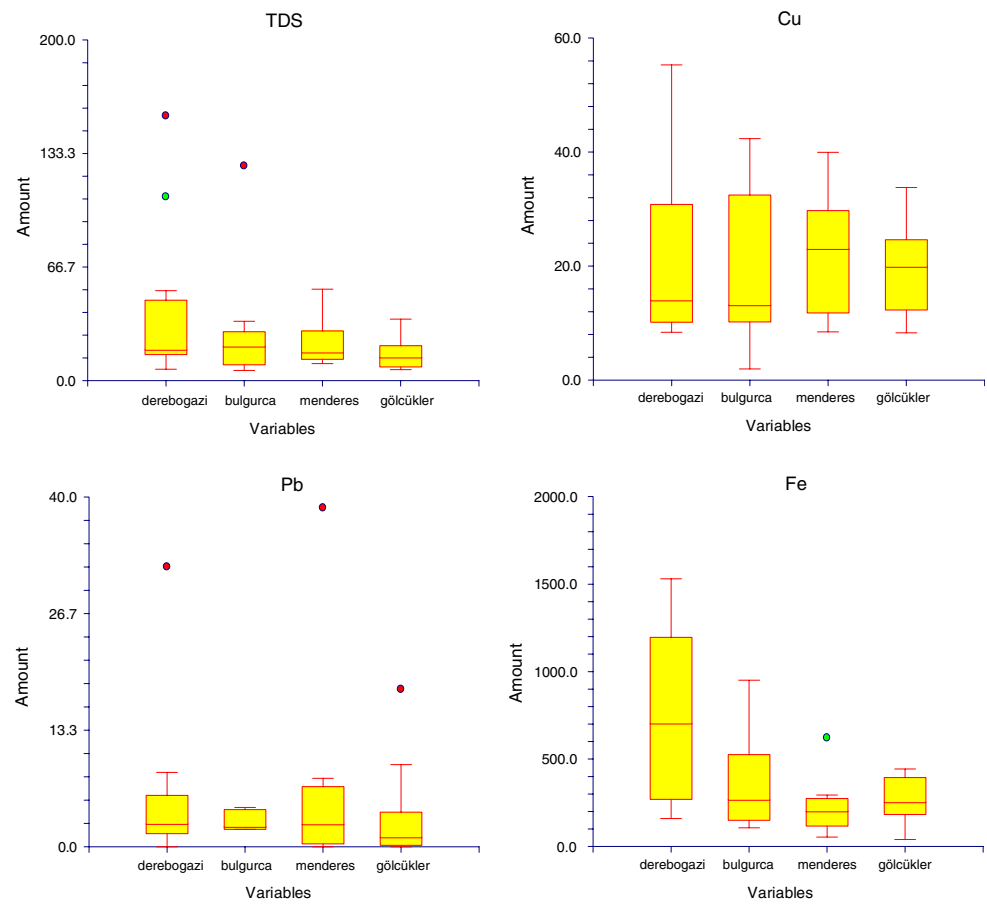 TDS
200.0
133.3
66.7
0.0
Amount
derebogazi bulgurca menderes gölcükler
Variables
Cu
60.0
40.0
20.0
0.0
Amount
derebogazi bulgurca menderes gölcükler
Variables
Pb
40.0
26.7
13.3
0.0
Amount
derebogazi bulgurca menderes gölcükler
Variables
Fe
2000.0
1500.0
1000.0
500.0
0.0
Amount
derebogazi bulgurca menderes gölcükler
Variables